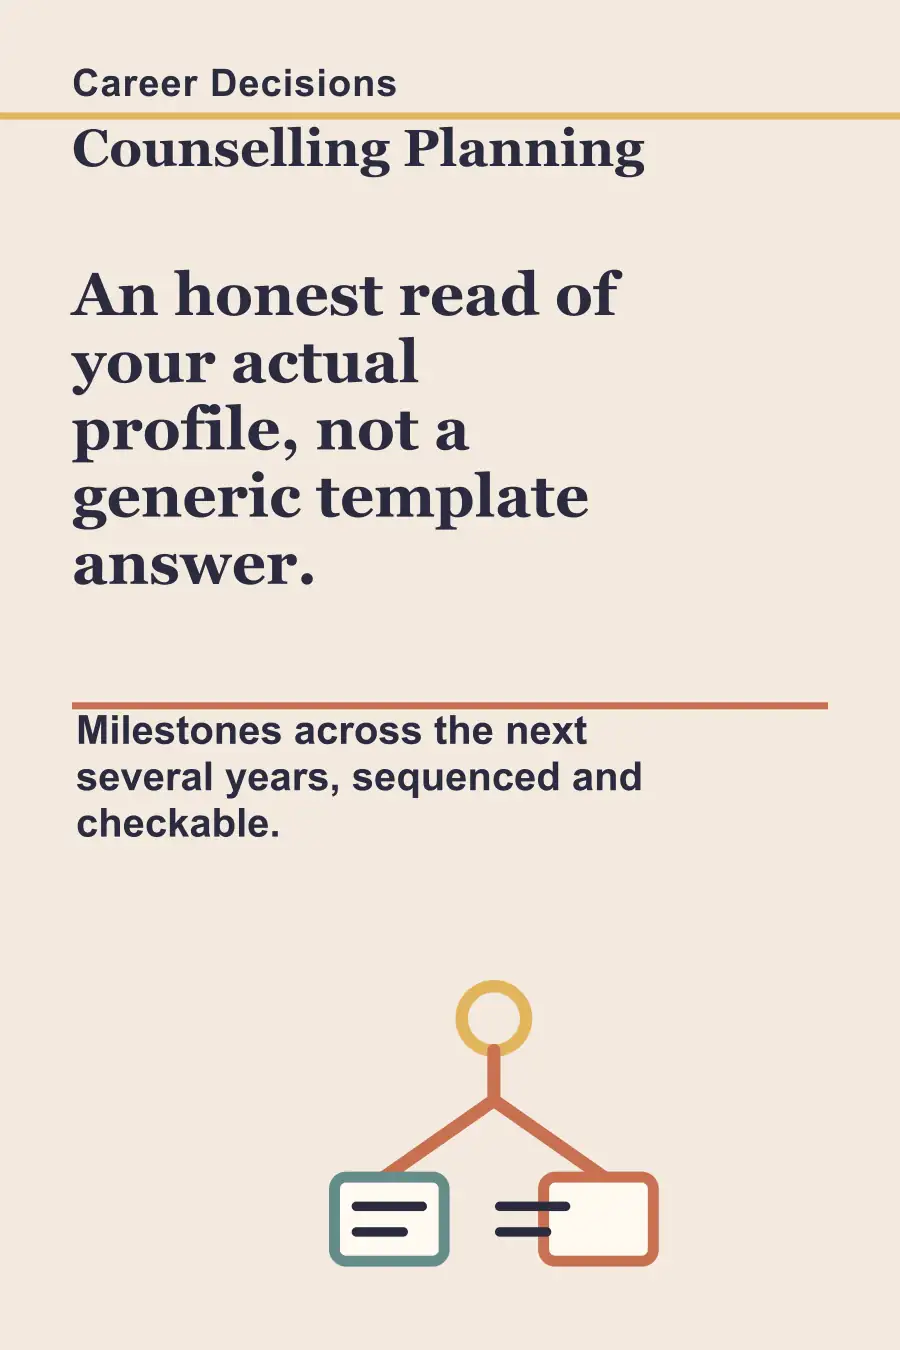 Career Decisions
Counselling Planning
An honest read of
your actual
profile, not a
generic template
answer.
Milestones across the next
several years, sequenced and
checkable.